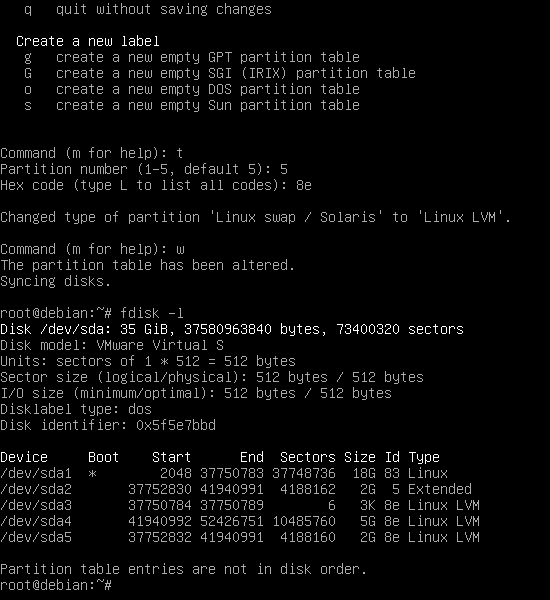 q   quit without saving changes
Create a new label
g   create a new empty GPT partition table
G   create a new empty SGI (IRIX) partition table
o   create a new empty DOS partition table
s   create a new empty Sun partition table
Command (m for help): t
Partition number (1-5, default 5): 5
Hex code (type L to list all codes): 8e
Changed type of partition 'Linux swap / Solaris' to 'Linux LVM'.
Command (m for help): w
The partition table has been altered.
Syncing disks.
root@debian:~# fdisk -l
Disk /dev/sda: 35 GiB, 37580963840 bytes, 73400320 sectors
Disk model: VMware Virtual S
Units: sectors of 1 * 512 = 512 bytes
Sector size (logical/physical): 512 bytes / 512 bytes
I/O size (minimum/optimal): 512 bytes / 512 bytes
Disklabel type: dos
Disk identifier: 0x5f5e7bbd
Device     Boot    Start      End  Sectors Size Id Type
/dev/sda1  *        2048 37750783 37748736  18G 83 Linux
/dev/sda2       37752830 41940991  4188162   2G  5 Extended
/dev/sda3       37750784 37750789        6   3K 8e Linux LVM
/dev/sda4       41940992 52426751 10485760   5G 8e Linux LVM
/dev/sda5       37752832 41940991  4188160   2G 8e Linux LVM
Partition table entries are not in disk order.
root@debian:~#